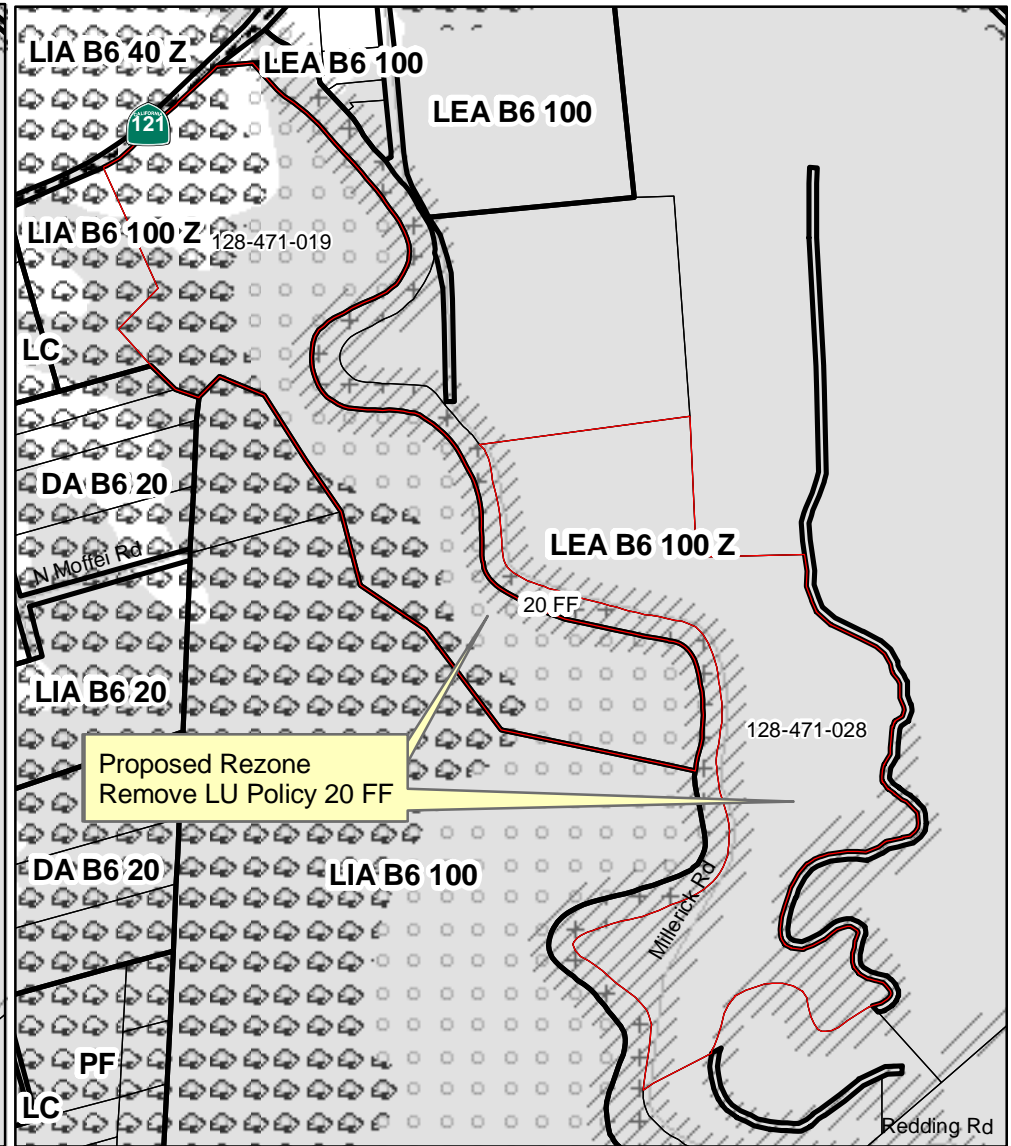 LIA B6 40 Z
LEA B6 100
LEA B6 100
CALIFORNIA
121
LIA B6 100 Z
128-471-019
LC
DA B6 20
N Moffei Rd
LEA B6 100 Z
20 FF
LIA B6 20
128-471-028
Proposed Rezone
Remove LU Policy 20 FF
DA B6 20
LIA B6 100
Millerick Rd
PF
LC
Redding Rd